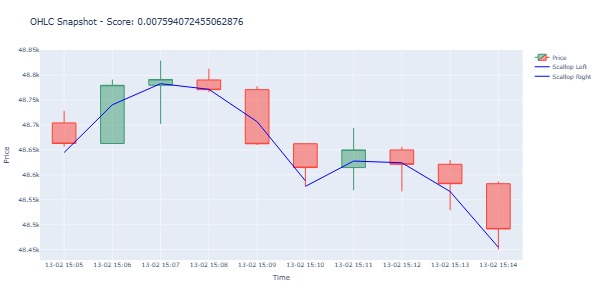 OHLC Snapshot - Score: 0.007594072455062876
48.85k
48.8k
48.75k
48.7k
48.65k
48.6k
48.55k
48.5k
48.45k
Price
13-02 15:05 13-02 15:06 13-02 15:07 13-02 15:08 13-02 15:09 13-02 15:10 13-02 15:11 13-02 15:12 13-02 15:13 13-02 15:14
Time
Price
Scallop Left
Scallop Right